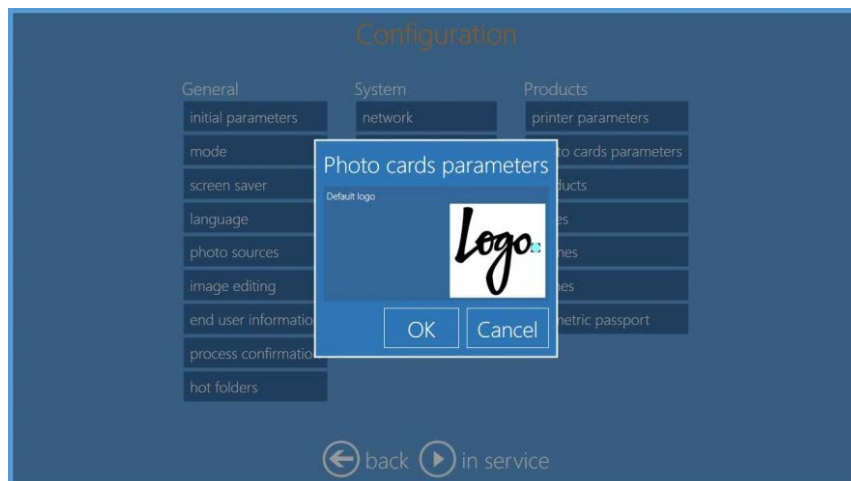 Configuration
General
System
Products
initial parameters
network
printer parameters
mode
to cards parameters
screen saver
ducts
language
photo sources
image editing
end user informatio
netric passport
process confirmatio
hot folders
Photo cards parameters
Default logo
Logo
OK
Cancel
back
in service